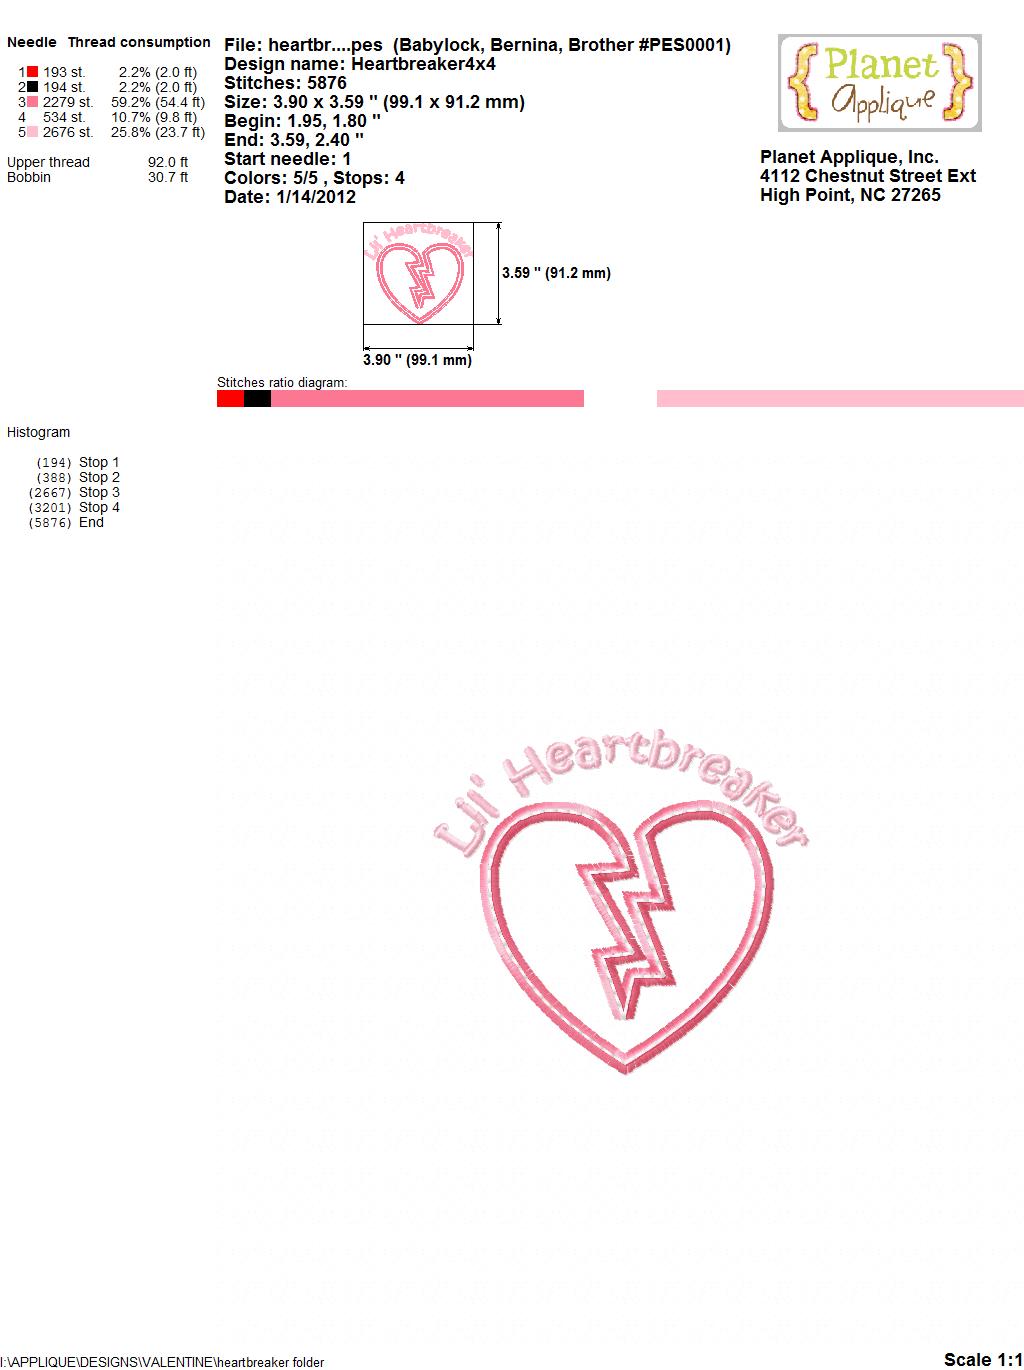 Needle Thread consumption
1 193 st. 2.2% (2.0 ft)
2 194 st. 2.2% (2.0 ft)
3 2279 st. 59.2% (54.4 ft)
4 534 st. 10.7% (9.8 ft)
5 2676 st. 25.8% (23.7 ft)
Upper thread 92.0 ft
Bobbin 30.7 ft
File: heartbr....pes (Babylock, Bernina, Brother #PES0001)
Design name: Heartbreaker4x4
Stitches: 5876
Size: 3.90 x 3.59 " (99.1 x 91.2 mm)
Begin: 1.95, 1.80 "
End: 3.59, 2.40 "
Start needle: 1
Colors: 5/5 , Stops: 4
Date: 1/14/2012
{Planet}
Applique
Planet Applique, Inc.
4112 Chestnut Street Ext
High Point, NC 27265
Lil' Heartbreaker
3.59 " (91.2 mm)
3.90 " (99.1 mm)
Stitches ratio diagram:
Histogram
(194) Stop 1
(388) Stop 2
(2667) Stop 3
(3201) Stop 4
(5876) End
Lil' Heartbreaker
I:\APPLIQUE\DESIGNS\VALENTINE\heartbreaker folder
Scale 1:1